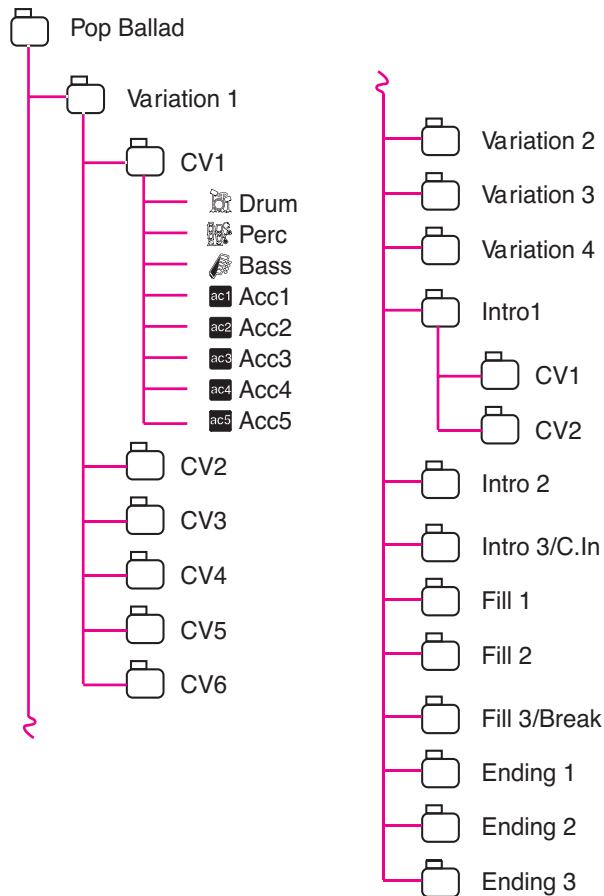 Pop Ballad
Variation 1
CV1
Drum
Perc
Bass
ac1 Acc1
ac2 Acc2
ac3 Acc3
ac4 Acc4
ac5 Acc5
CV2
CV3
CV4
CV5
CV6
Variation 2
Variation 3
Variation 4
Intro1
CV1
CV2
Intro 2
Intro 3/C.In
Fill 1
Fill 2
Fill 3/Break
Ending 1
Ending 2
Ending 3